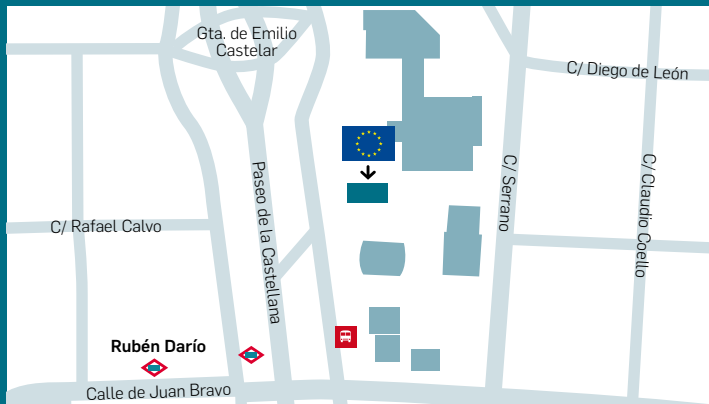 Gta. de Emilio
Castelar
C/ Diego de León
Paseo de la Castellana
C/ Serrano
C/ Claudio Coello
C/ Rafael Calvo
Rubén Darío
Calle de Juan Bravo